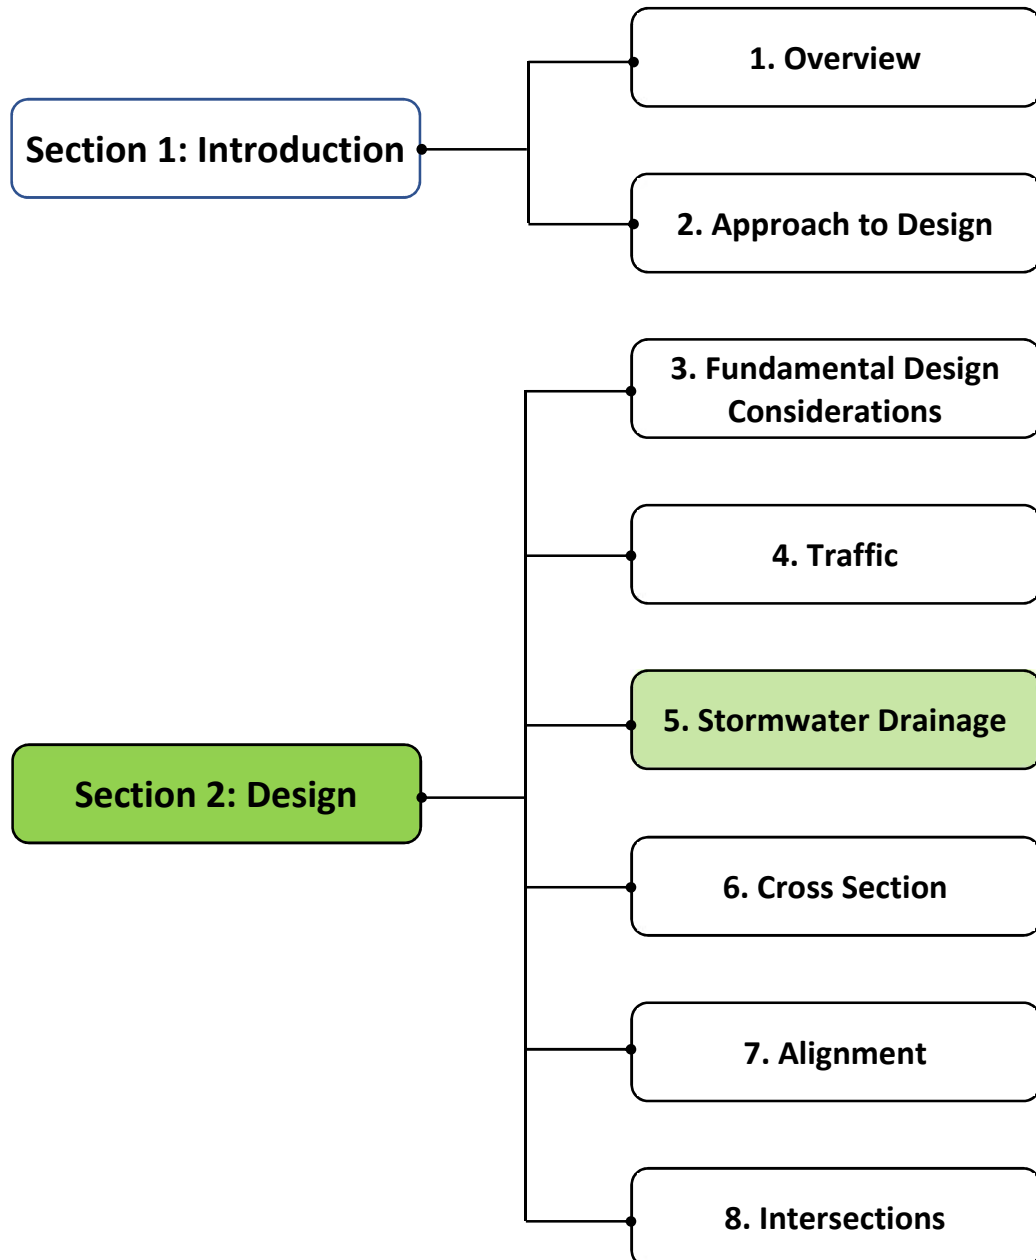 1. Overview
Section 1: Introduction
2. Approach to Design
3. Fundamental Design
Considerations
4. Traffic
5. Stormwater Drainage
Section 2: Design
6. Cross Section
7. Alignment
8. Intersections